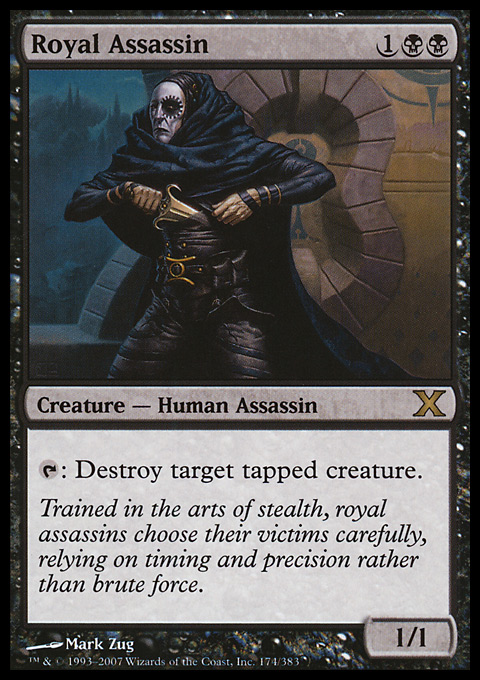 Royal Assassin 1
Creature — Human Assassin X
: Destroy target tapped creature.
Trained in the arts of stealth, royal
assassins choose their victims carefully,
relying on timing and precision rather
than brute force.
Mark Zug
1/1
™ & © 1993–2007 Wizards of the Coast, Inc. 174/383